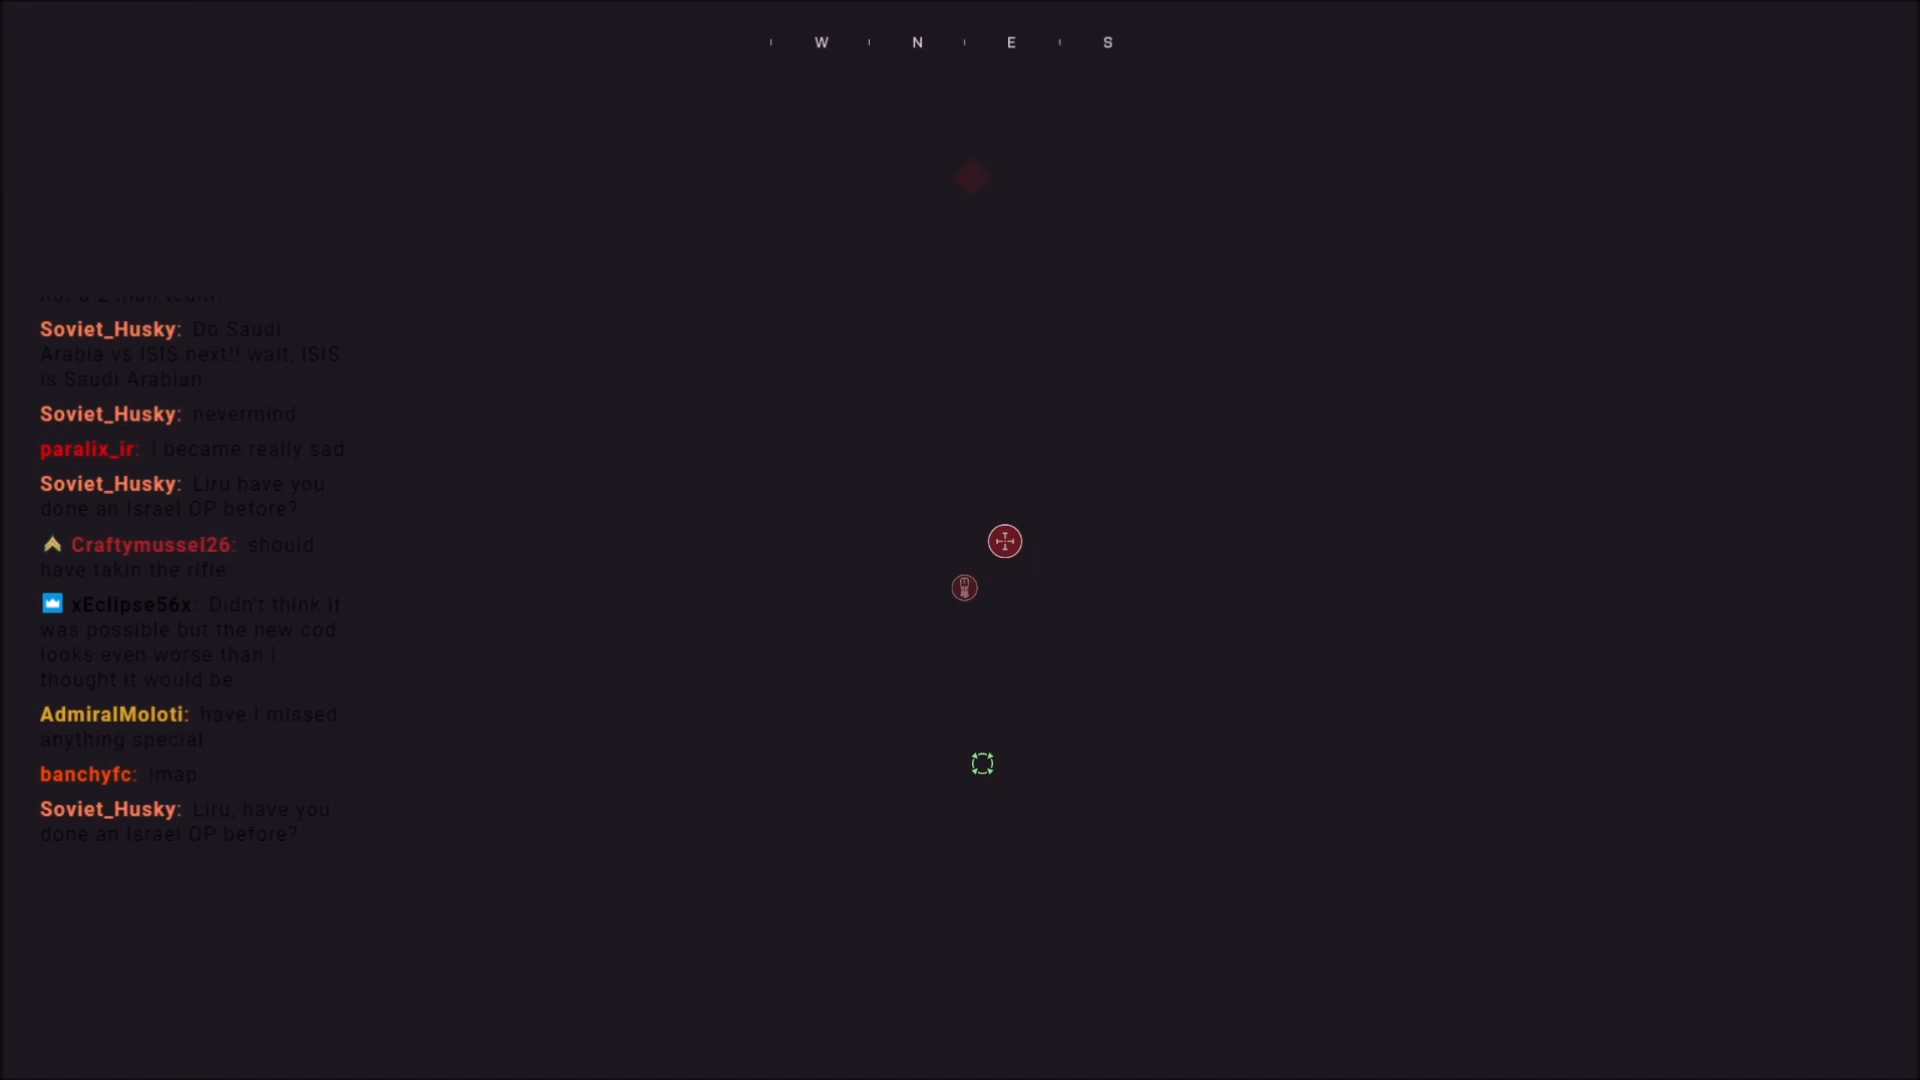 W N E S
Soviet_Husky: Do Saudi
Arabia vs ISIS next!! wait, ISIS
is Saudi Arabian
Soviet_Husky: nevermind
paralix_ir: I became really sad
Soviet_Husky: Liru have you
done an Israel OP before?
Craftymussel26: should
have takin the rifle
xEclipse56x: Didn't think it
was possible but the new cod
looks even worse than I
thought it would be
AdmiralMoloti: have I missed
anything special
banchyfc: !map
Soviet_Husky: Liru, have you
done an Israel OP before?